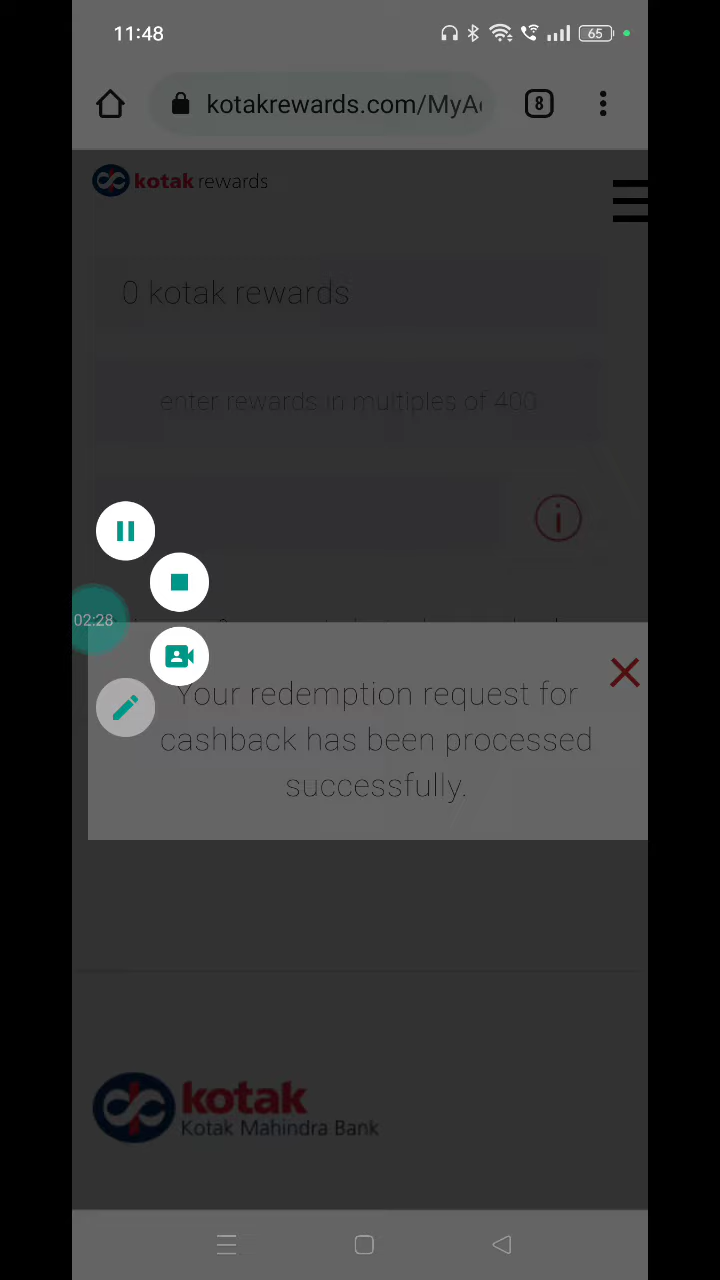 11:48
65
kotakrewards.com/MyA
8
kotak rewards
0 kotak rewards
enter rewards in multiples of 400
i
02:28
Your redemption request for
cashback has been processed
successfully.
kotak
Kotak Mahindra Bank